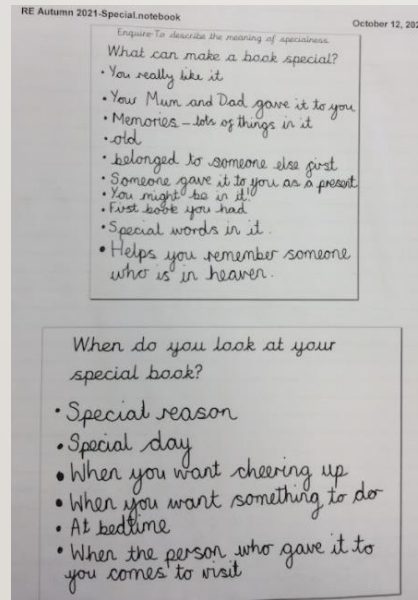 RE Autumn 2021-Special.notebook
October 12, 202
Enquire-To describe the meaning of specialness
What can make a book special?
• You really like it
• Your Mum and Dad gave it to you
• Memories – lots of things in it
• old
• belonged to someone else first
• Someone gave it to you as a present
• You might be in it!
• First book you had
• Special words in it.
• Helps you remember someone
who is in heaven.
When do you look at your
special book?
• Special reason
• Special day
• When you want cheering up
• When you want something to do
• At bedtime
• When the person who gave it to
you comes to visit